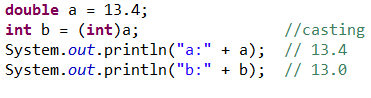 double a = 13.4;
int b = (int)a; //casting
System.out.println("a:" + a); // 13.4
System.out.println("b:" + b); // 13.0